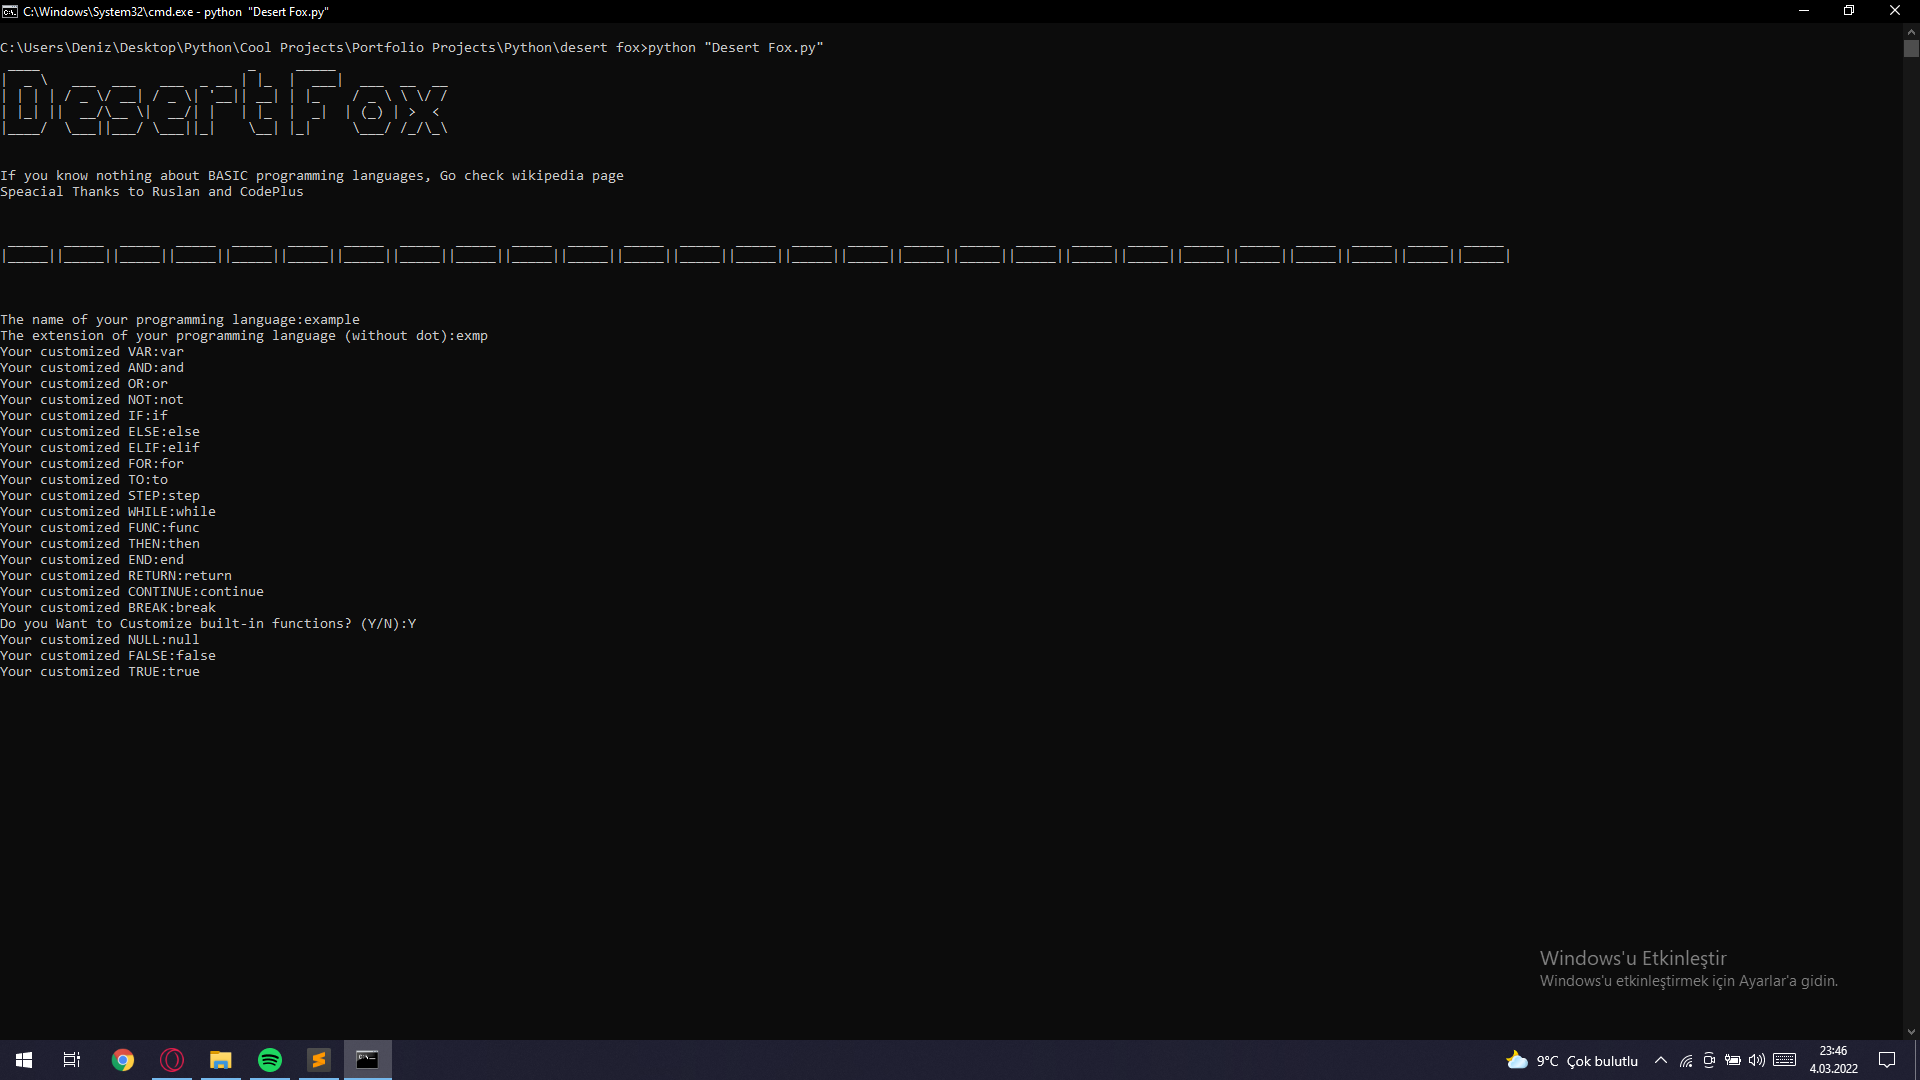 C:\Windows\System32\cmd.exe - python  "Desert Fox.py"
C:\Users\Deniz\Desktop\Python\Cool Projects\Portfolio Projects\Python\desert fox>python "Desert Fox.py"
Desert Fox
If you know nothing about BASIC programming languages, Go check wikipedia page
Speacial Thanks to Ruslan and CodePlus
The name of your programming language:example
The extension of your programming language (without dot):exmp
Your customized VAR:var
Your customized AND:and
Your customized OR:or
Your customized NOT:not
Your customized IF:if
Your customized ELSE:else
Your customized ELIF:elif
Your customized FOR:for
Your customized TO:to
Your customized STEP:step
Your customized WHILE:while
Your customized FUNC:func
Your customized THEN:then
Your customized END:end
Your customized RETURN:return
Your customized CONTINUE:continue
Your customized BREAK:break
Do you Want to Customize built-in functions? (Y/N):Y
Your customized NULL:null
Your customized FALSE:false
Your customized TRUE:true
Windows'u Etkinleştir
Windows'u etkinleştirmek için Ayarlar'a gidin.
9°C Çok bulutlu
23:46
4.03.2022